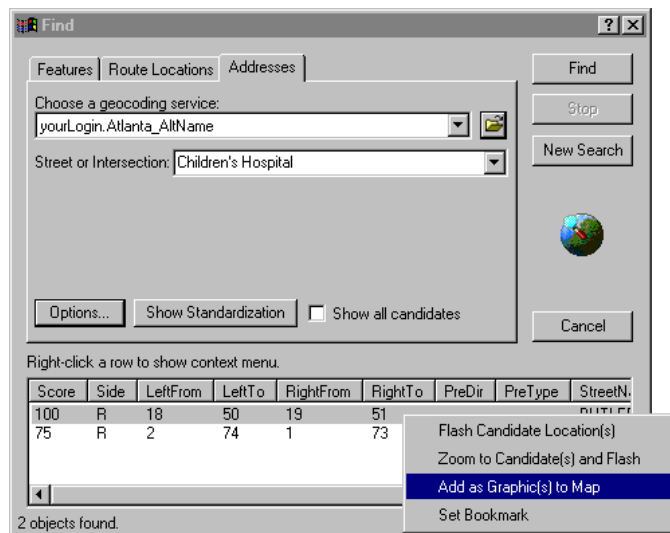 Find
Features Route Locations Addresses
Find
Choose a geocoding service:
Stop
yourLogin.Atlanta_AltName
New Search
Street or Intersection: Children's Hospital
Options... Show Standardization Show all candidates
Cancel
Right-click a row to show context menu.
Score Side LeftFrom LeftTo RightFrom RightTo PreDir PreType StreetN
100 R 18 50 19 51
75 R 2 74 1 73
Flash Candidate Location(s)
Zoom to Candidate(s) and Flash
Add as Graphic(s) to Map
Set Bookmark
2 objects found.